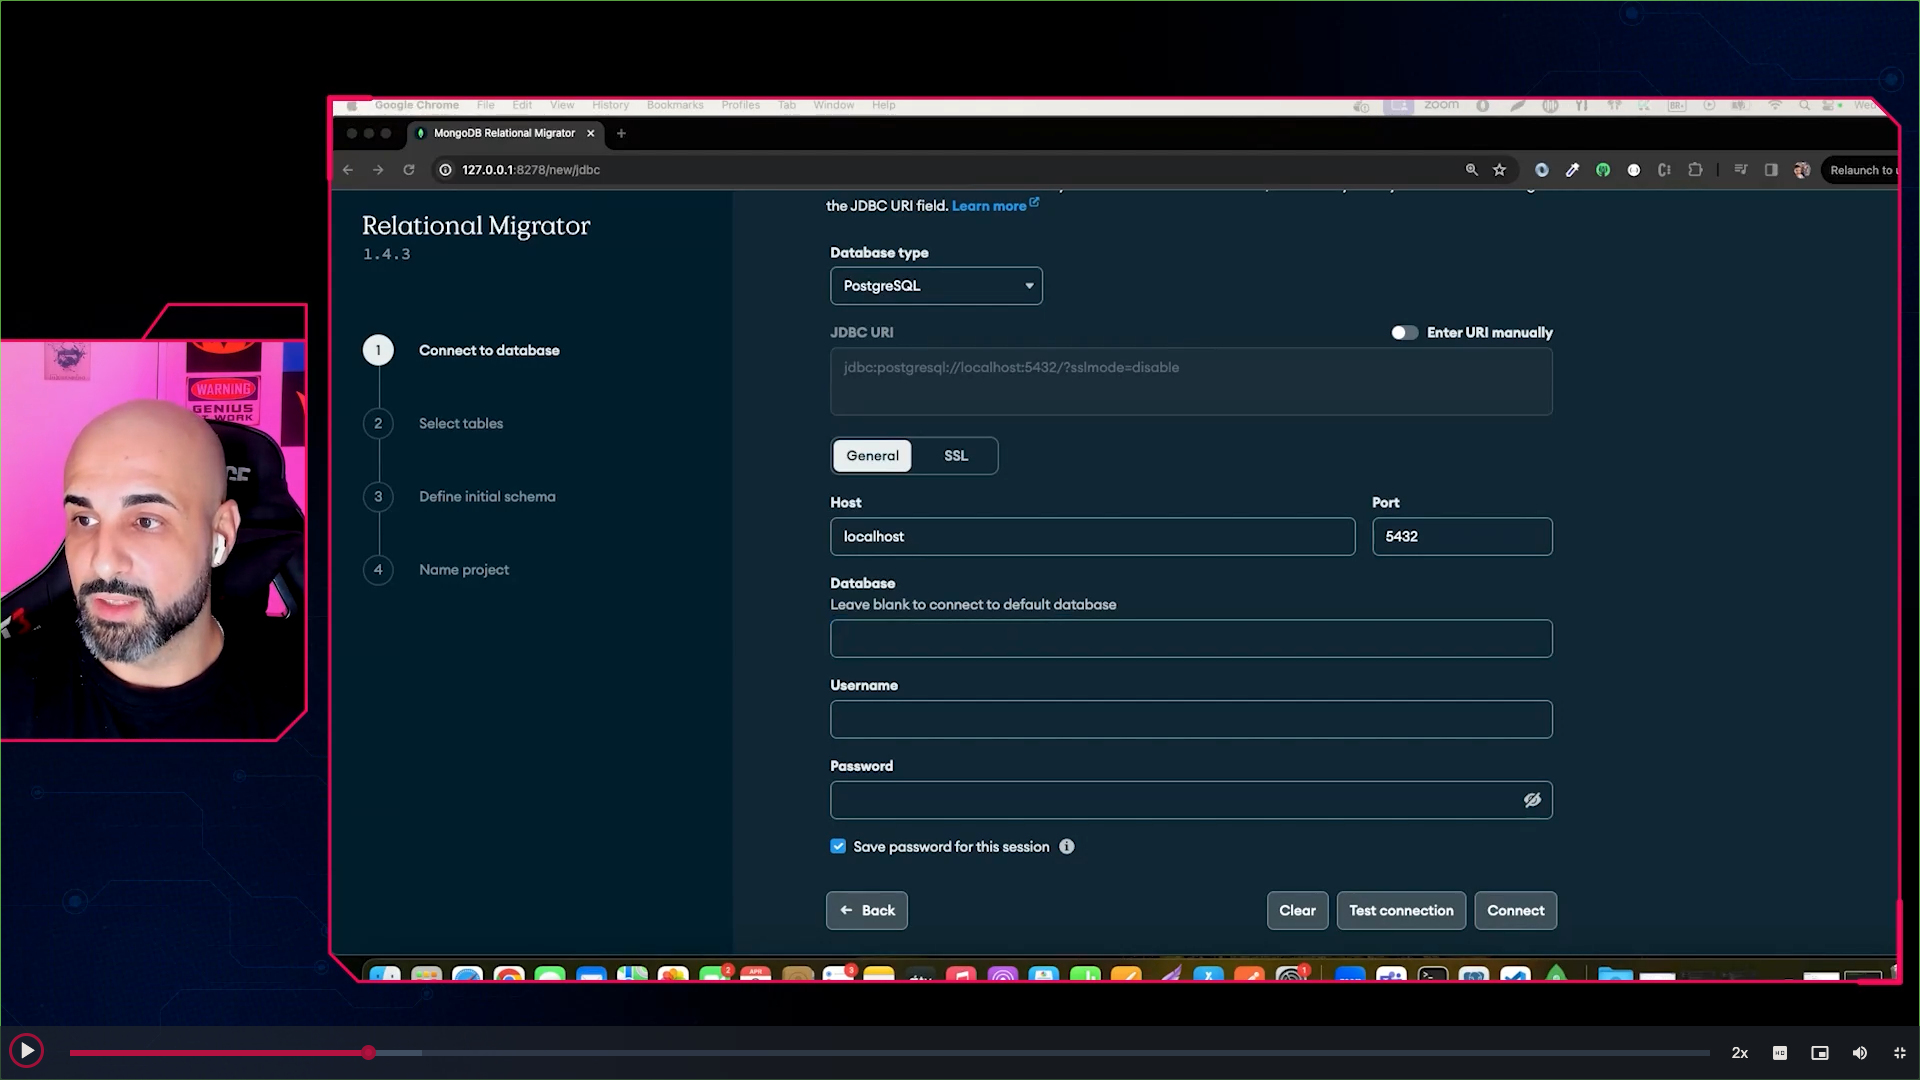 Google Chrome File Edit View History Bookmarks Profiles Tab Window Help
zoom
MongoDB Relational Migrator
127.0.0.1:8278/new/jdbc
Relaunch to
Relational Migrator
1.4.3
1 Connect to database
2 Select tables
3 Define initial schema
4 Name project
the JDBC URI field. Learn more
Database type
PostgreSQL
JDBC URI
Enter URI manually
jdbc:postgresql://localhost:5432/?sslmode=disable
General
SSL
Host
Port
localhost
5432
Database
Leave blank to connect to default database
Username
Password
Save password for this session
Back
Clear
Test connection
Connect
WARNING
GENIUS
AT WORK
2x